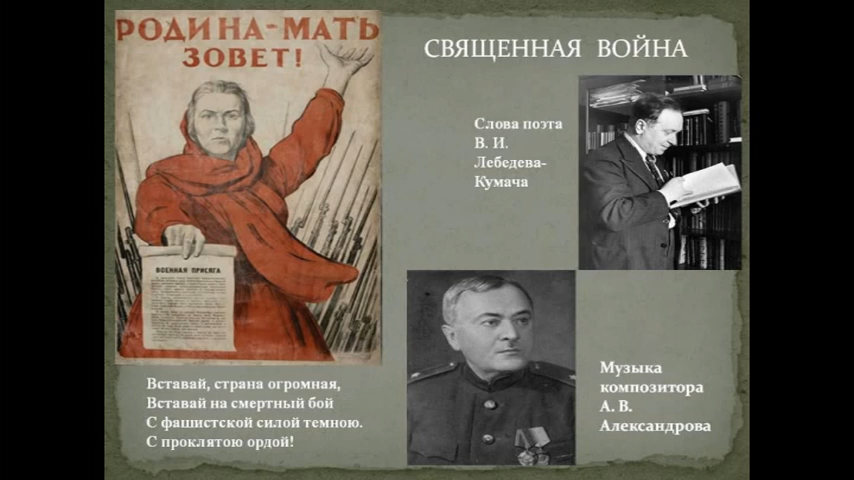 РОДИНА-МАТЬ
ЗОВЕТ!
ВОЕННАЯ ПРИСЯГА
СВЯЩЕННАЯ ВОЙНА
Слова поэта
В. И.
Лебедева-
Кумача
Вставай, страна огромная,
Вставай на смертный бой
С фашистской силой темною.
С проклятою ордой!
Музыка
композитора
А. В.
Александрова